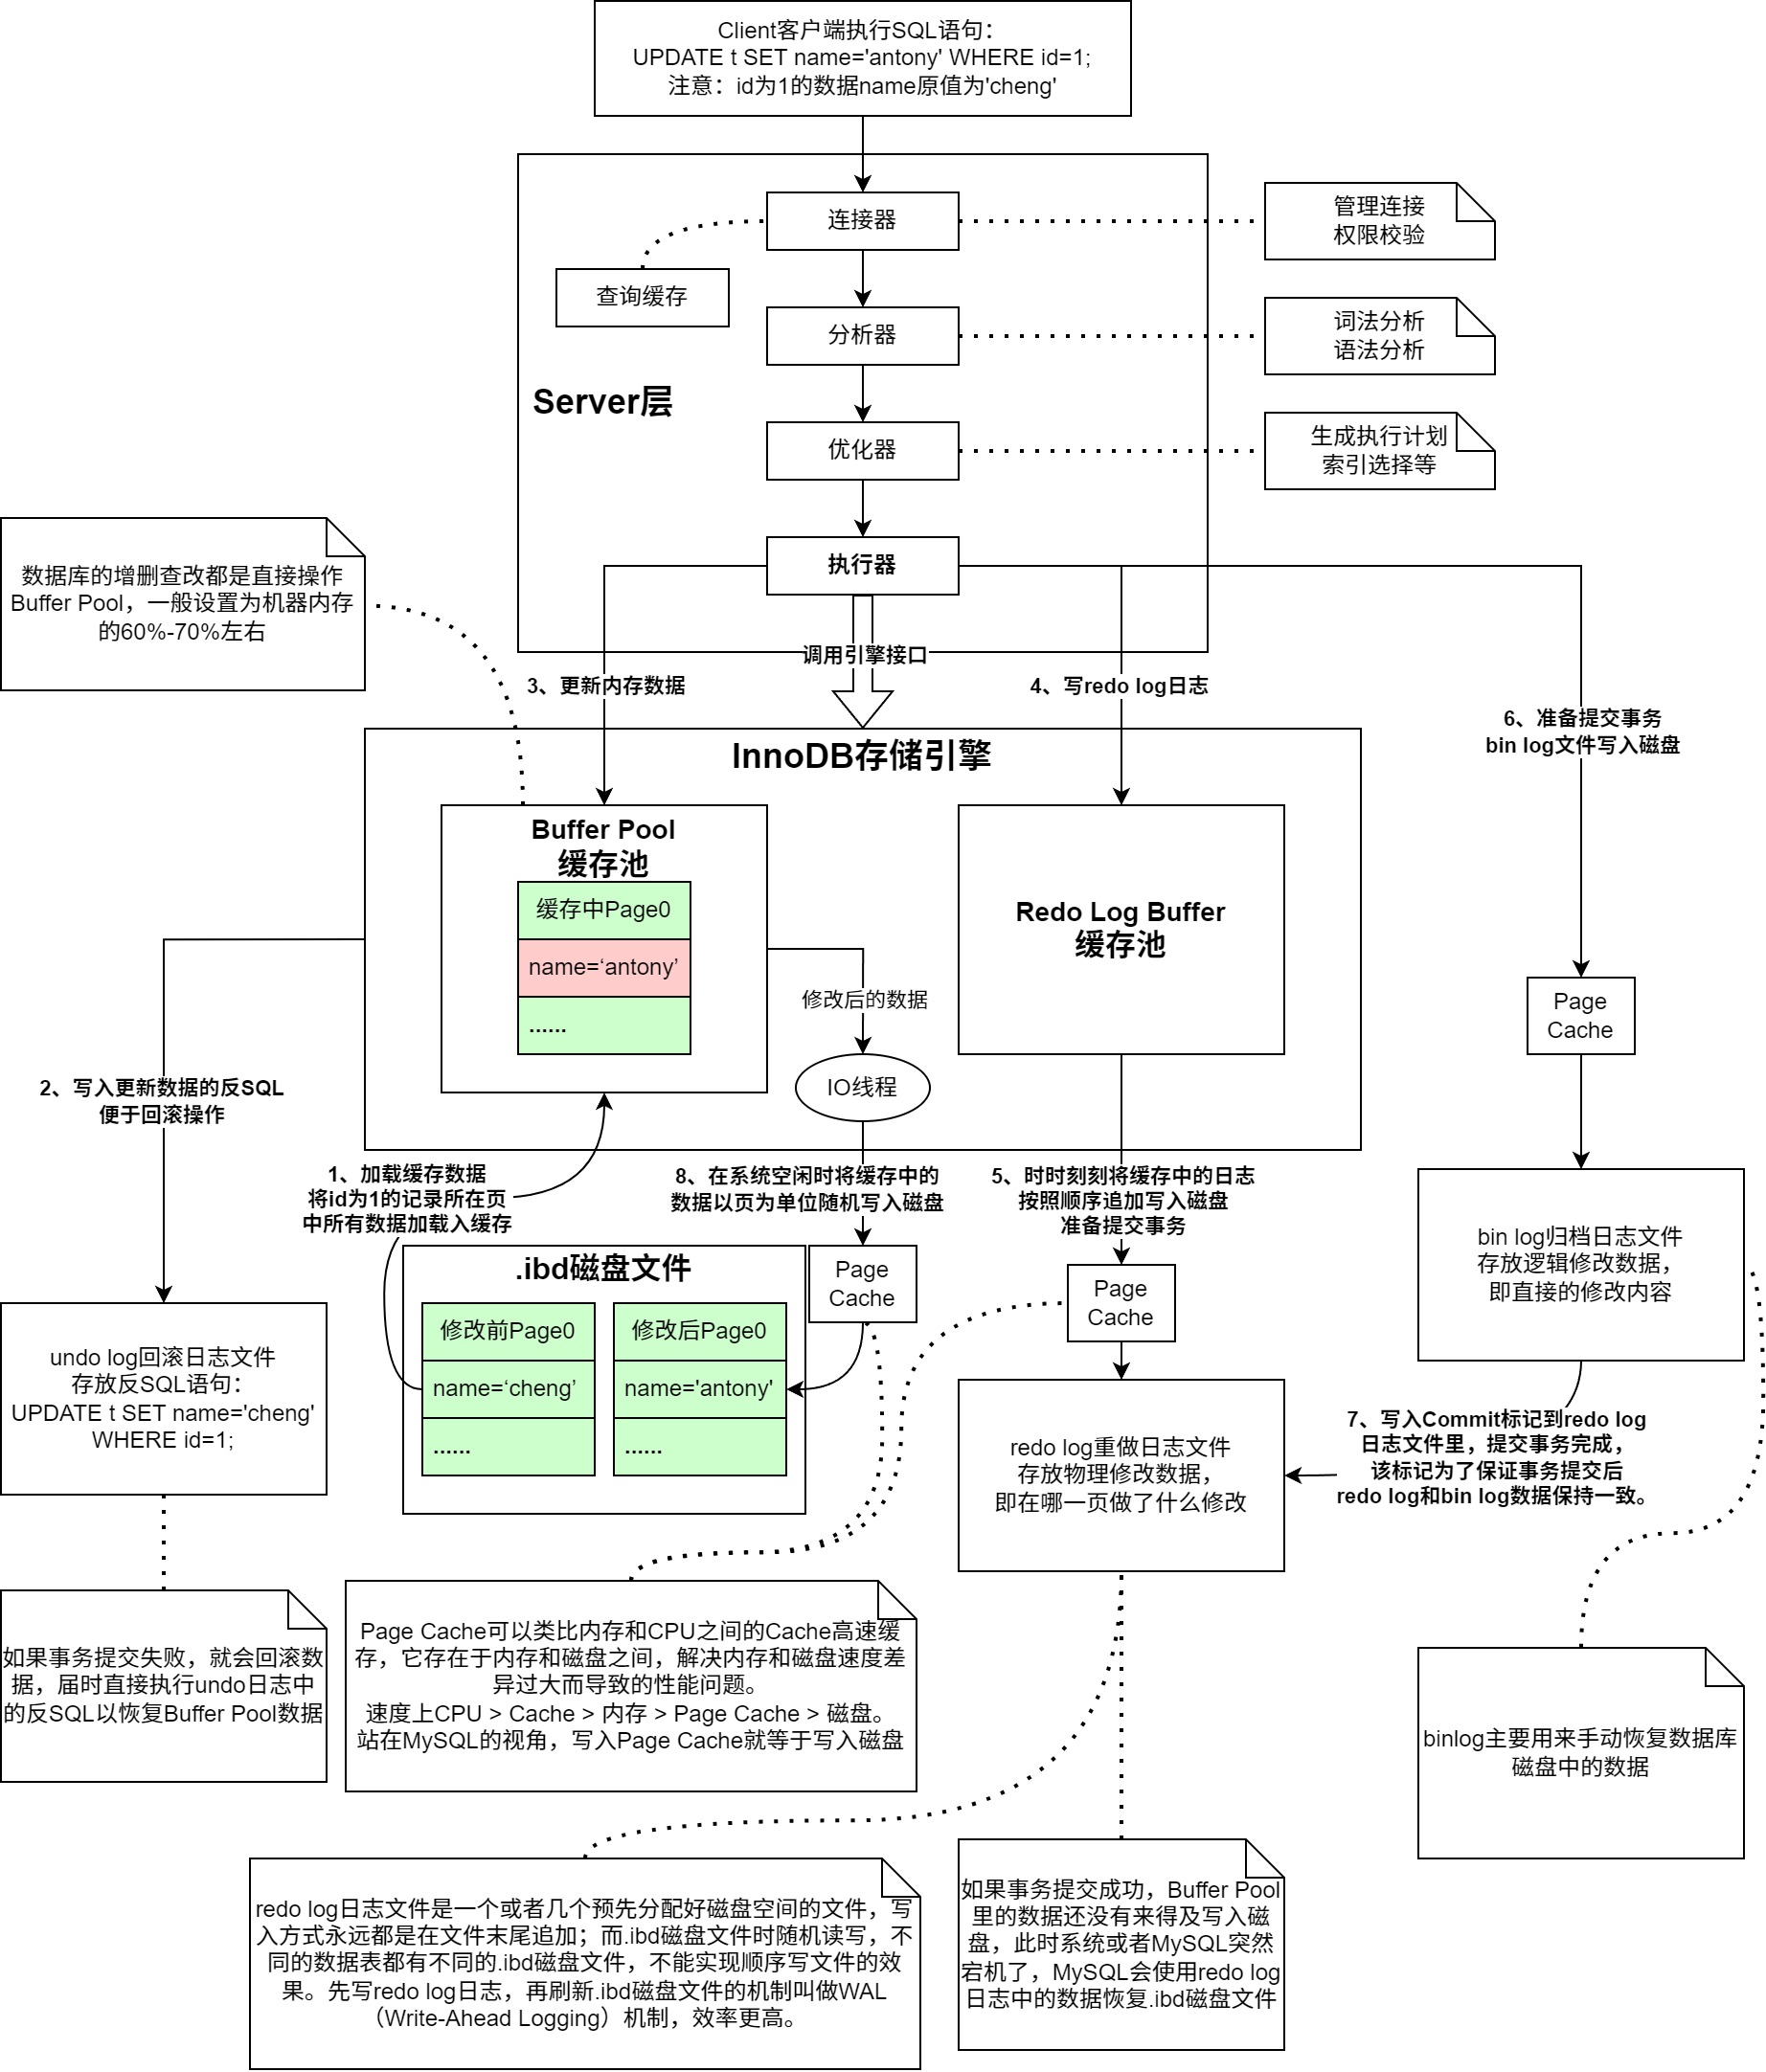 Client客户端执行SQL语句：
UPDATE t SET name='antony' WHERE id=1;
注意：id为1的数据name原值为'cheng'
连接器
管理连接
权限校验
查询缓存
分析器
词法分析
语法分析
Server层
优化器
生成执行计划
索引选择等
执行器
数据库的增删查改都是直接操作
Buffer Pool，一般设置为机器内存
的60%-70%左右
调用引擎接口
3、更新内存数据
4、写redo log日志
6、准备提交事务
bin log文件写入磁盘
InnoDB存储引擎
Buffer Pool
缓存池
缓存中Page0
name=‘antony’
......
Redo Log Buffer
缓存池
修改后的数据
IO线程
Page
Cache
2、写入更新数据的反SQL
便于回滚操作
1、加载缓存数据
将id为1的记录所在页
中所有数据加载入缓存
8、在系统空闲时将缓存中的
数据以页为单位随机写入磁盘
5、时时刻刻将缓存中的日志
按照顺序追加写入磁盘
准备提交事务
bin log归档日志文件
存放逻辑修改数据，
即直接的修改内容
.ibd磁盘文件
Page
Cache
Page
Cache
修改前Page0
name=‘cheng’
......
修改后Page0
name='antony'
......
undo log回滚日志文件
存放反SQL语句：
UPDATE t SET name='cheng'
WHERE id=1;
redo log重做日志文件
存放物理修改数据，
即在哪一页做了什么修改
7、写入Commit标记到redo log
日志文件里，提交事务完成，
该标记为了保证事务提交后
redo log和bin log数据保持一致。
如果事务提交失败，就会回滚数
据，届时直接执行undo日志中
的反SQL以恢复Buffer Pool数据
Page Cache可以类比内存和CPU之间的Cache高速缓
存，它存在于内存和磁盘之间，解决内存和磁盘速度差
异过大而导致的性能问题。
速度上CPU > Cache > 内存 > Page Cache > 磁盘。
站在MySQL的视角，写入Page Cache就等于写入磁盘
binlog主要用来手动恢复数据库
磁盘中的数据
redo log日志文件是一个或者几个预先分配好磁盘空间的文件，写
入方式永远都是在文件末尾追加；而.ibd磁盘文件时随机读写，不
同的数据表都有不同的.ibd磁盘文件，不能实现顺序写文件的效
果。先写redo log日志，再刷新.ibd磁盘文件的机制叫做WAL
（Write-Ahead Logging）机制，效率更高。
如果事务提交成功，Buffer Pool
里的数据还没有来得及写入磁
盘，此时系统或者MySQL突然
宕机了，MySQL会使用redo log
日志中的数据恢复.ibd磁盘文件